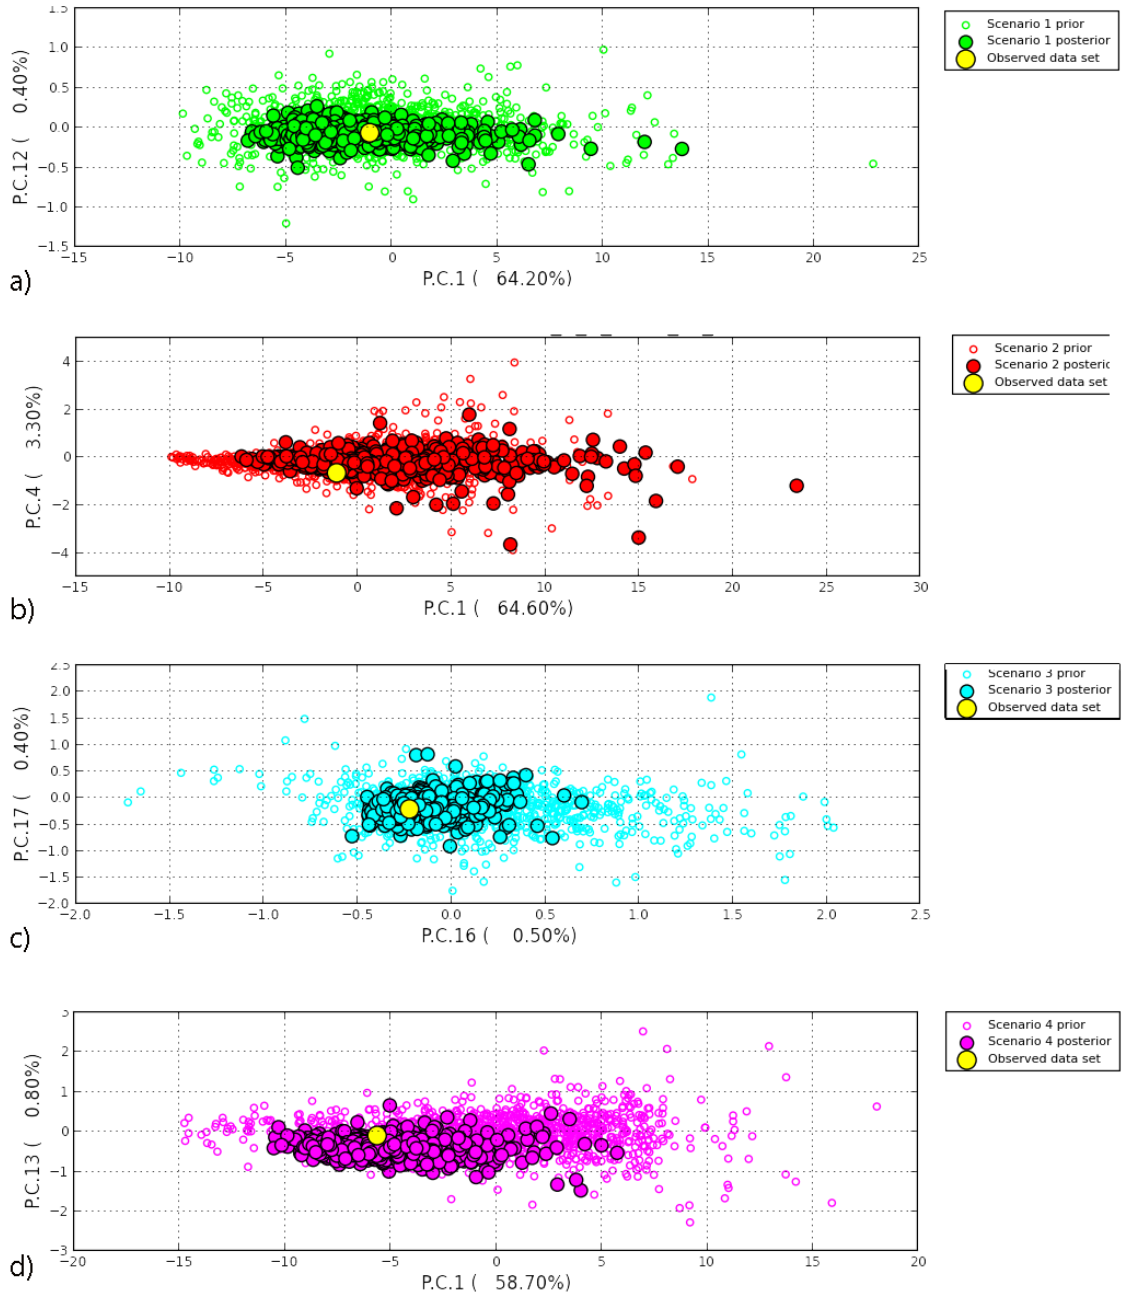 1.5
1.0
0.5
0.0
−0.5
−1.0
−1.5
P.C.12 ( 0.40%)
−15 −10 −5 0 5 10 15 20 25
P.C.1 ( 64.20%)
Scenario 1 prior
Scenario 1 posterior
Observed data set
a)
4
2
0
−2
−4
P.C.4 ( 3.30%)
−15 −10 −5 0 5 10 15 20 25 30
P.C.1 ( 64.60%)
Scenario 2 prior
Scenario 2 posteric
Observed data set
b)
2.5
2.0
1.5
1.0
0.5
0.0
−0.5
−1.0
−1.5
−2.0
P.C.17 ( 0.40%)
−2.0 −1.5 −1.0 −0.5 0.0 0.5 1.0 1.5 2.0 2.5
P.C.16 ( 0.50%)
Scenario 3 prior
Scenario 3 posterior
Observed data set
c)
3
2
1
0
−1
−2
−3
P.C.13 ( 0.80%)
−20 −15 −10 −5 0 5 10 15 20
P.C.1 ( 58.70%)
Scenario 4 prior
Scenario 4 posterior
Observed data set
d)